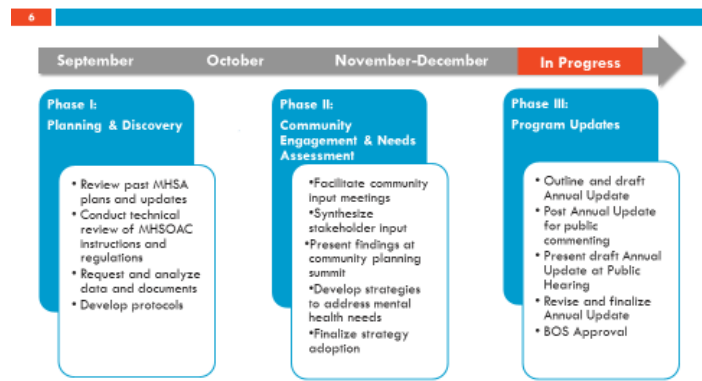 6
September
October
November-December
In Progress
Phase I:
Planning & Discovery
• Review past MHSA
plans and updates
• Conduct technical
review of MHSOAC
instructions and
regulations
• Request and analyze
data and documents
• Develop protocols
Phase II:
Community
Engagement & Needs
Assessment
•Facilitate community
input meetings
•Synthesize
stakeholder input
•Present findings at
community planning
summit
•Develop strategies
to address mental
health needs
•Finalize strategy
adoption
Phase III:
Program Updates
• Outline and draft
Annual Update
• Post Annual Update
for public
commenting
• Present draft Annual
Update at Public
Hearing
• Revise and finalize
Annual Update
• BOS Approval